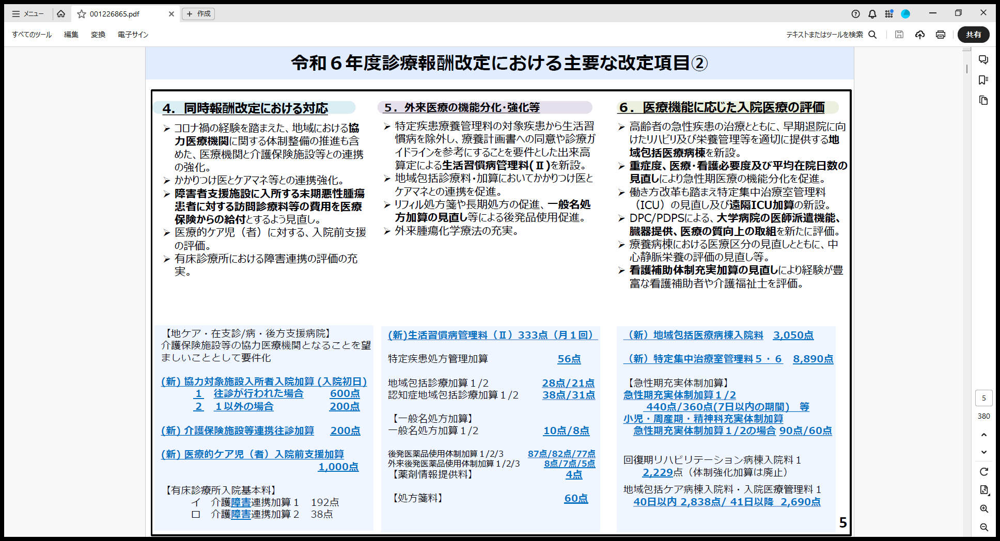 メニュー
001226865.pdf
作成
すべてのツール 編集 変換 電子サイン
テキストまたはツールを検索
共有
令和６年度診療報酬改定における主要な改定項目②
4．同時報酬改定における対応
➢ コロナ禍の経験を踏まえた、地域における協
力医療機関に関する体制整備の推進も含
めた、医療機関と介護保険施設等との連携
の強化。
➢ かかりつけ医とケアマネ等との連携強化。
➢ 障害者支援施設に入所する末期悪性腫瘍
患者に対する訪問診療料等の費用を医療
保険からの給付とするよう見直し。
➢ 医療的ケア児（者）に対する、入院前支援
の評価。
➢ 有床診療所における障害連携の評価の充
実。
【地ケア・在支診/病・後方支援病院】
介護保険施設等の協力医療機関となることを望
ましいこととして要件化
(新) 協力対象施設入所者入院加算 (入院初日)
１ 往診が行われた場合 600点
２ １以外の場合 200点
(新) 介護保険施設等連携往診加算 200点
(新) 医療的ケア児（者）入院前支援加算
1,000点
【有床診療所入院基本料】
イ 介護障害連携加算１ 192点
ロ 介護障害連携加算２ 38点
５．外来医療の機能分化･強化等
➢ 特定疾患療養管理料の対象疾患から生活習
慣病を除外し、療養計画書への同意や診療ガ
イドラインを参考にすることを要件とした出来高
算定による生活習慣病管理料(Ⅱ)を新設。
➢ 地域包括診療料･加算においてかかりつけ医と
ケアマネとの連携を促進。
➢ リフィル処方箋や長期処方の促進、一般名処
方加算の見直し等による後発品使用促進。
➢ 外来腫瘍化学療法の充実。
(新)生活習慣病管理料（Ⅱ）333点（月１回）
特定疾患処方管理加算 56点
地域包括診療加算１/2 28点/21点
認知症地域包括診療加算１/2 38点/31点
【一般名処方加算】
一般名処方加算１/2 10点/8点
後発医薬品使用体制加算１/2/3 87点/82点/77点
外来後発医薬品使用体制加算１/2/3 8点/7点/5点
【薬剤情報提供料】 4点
【処方箋料】 60点
６．医療機能に応じた入院医療の評価
➢ 高齢者の急性疾患の治療とともに、早期退院に向
けたリハビリ及び栄養管理等を適切に提供する地
域包括医療病棟を新設。
➢ 重症度、医療･看護必要度及び平均在院日数の
見直しにより急性期医療の機能分化を促進。
➢ 働き方改革も踏まえ特定集中治療室管理料
（ICU）の見直し及び遠隔ICU加算の新設。
➢ DPC/PDPSによる、大学病院の医師派遣機能、
臓器提供、医療の質向上の取組を新たに評価。
➢ 療養病棟における医療区分の見直しとともに、中
心静脈栄養の評価の見直し等。
➢ 看護補助体制充実加算の見直しにより経験が豊
富な看護補助者や介護福祉士を評価。
（新）地域包括医療病棟入院料 3,050点
（新）特定集中治療室管理料５・６ 8,890点
【急性期充実体制加算】
急性期充実体制加算１/2
440点/360点(7日以内の期間) 等
小児・周産期・精神科充実体制加算
急性期充実体制加算１/2の場合 90点/60点
回復期リハビリテーション病棟入院料１
2,229点（体制強化加算は廃止）
地域包括ケア病棟入院料・入院医療管理料１
40日以内 2,838点/ 41日以降 2,690点
5
5
380